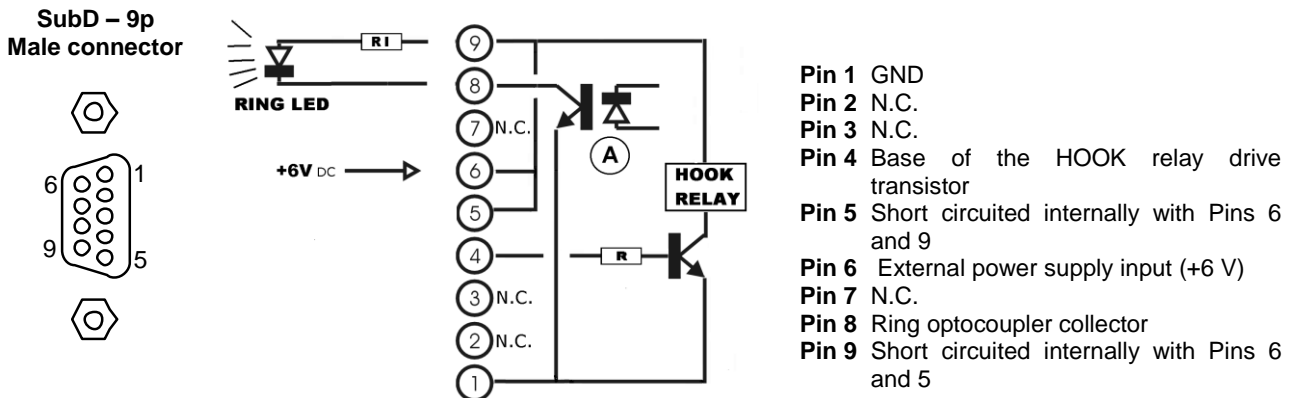 SubD – 9p
Male connector
6
1
9
5
RI
RING LED
+6V DC
9
8
7 N.C.
6
5
4
3 N.C.
2 N.C.
1
A
HOOK
RELAY
R
Pin 1 GND
Pin 2 N.C.
Pin 3 N.C.
Pin 4 Base of the HOOK relay drive
transistor
Pin 5 Short circuited internally with Pins 6
and 9
Pin 6 External power supply input (+6 V)
Pin 7 N.C.
Pin 8 Ring optocoupler collector
Pin 9 Short circuited internally with Pins 6
and 5